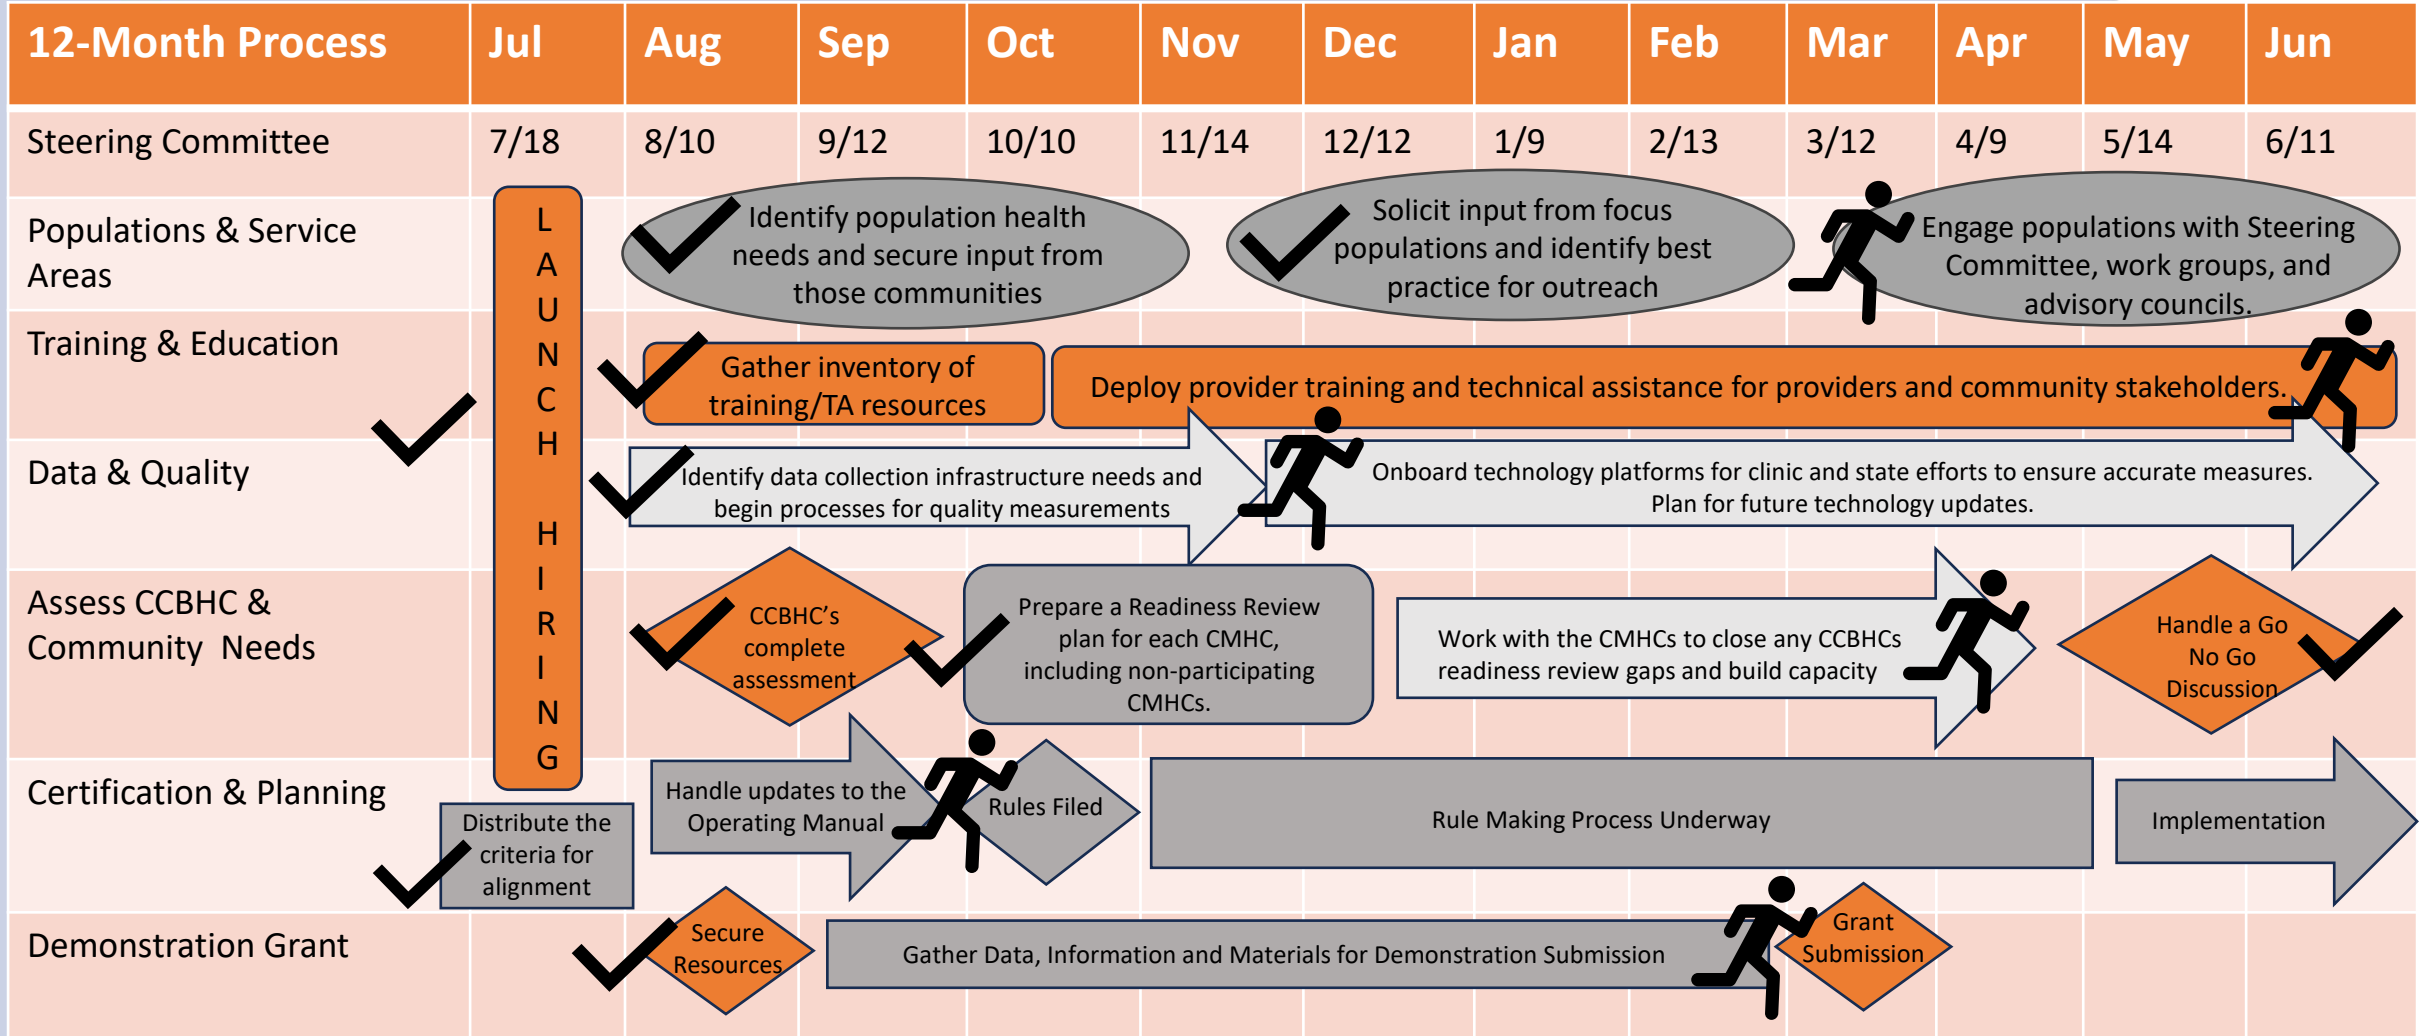 12-Month Process Jul Aug Sep Oct Nov Dec Jan Feb Mar Apr May Jun
Steering Committee 7/18 8/10 9/12 10/10 11/14 12/12 1/9 2/13 3/12 4/9 5/14 6/11
LAUNCH HIRING
Populations & Service
Areas
Identify population health
needs and secure input from
those communities
Solicit input from focus
populations and identify best
practice for outreach
Engage populations with Steering
Committee, work groups, and
advisory councils.
Training & Education
Gather inventory of
training/TA resources
Deploy provider training and technical assistance for providers and community stakeholders.
Data & Quality
Identify data collection infrastructure needs and
begin processes for quality measurements
Onboard technology platforms for clinic and state efforts to ensure accurate measures.
Plan for future technology updates.
Assess CCBHC &
Community Needs
CCBHC’s
complete
assessment
Prepare a Readiness Review
plan for each CMHC,
including non-participating
CMHCs.
Work with the CMHCs to close any CCBHCs
readiness review gaps and build capacity
Handle a Go
No Go
Discussion
Certification & Planning
Distribute the
criteria for
alignment
Handle updates to the
Operating Manual
Rules Filed
Rule Making Process Underway
Implementation
Demonstration Grant
Secure
Resources
Gather Data, Information and Materials for Demonstration Submission
Grant
Submission